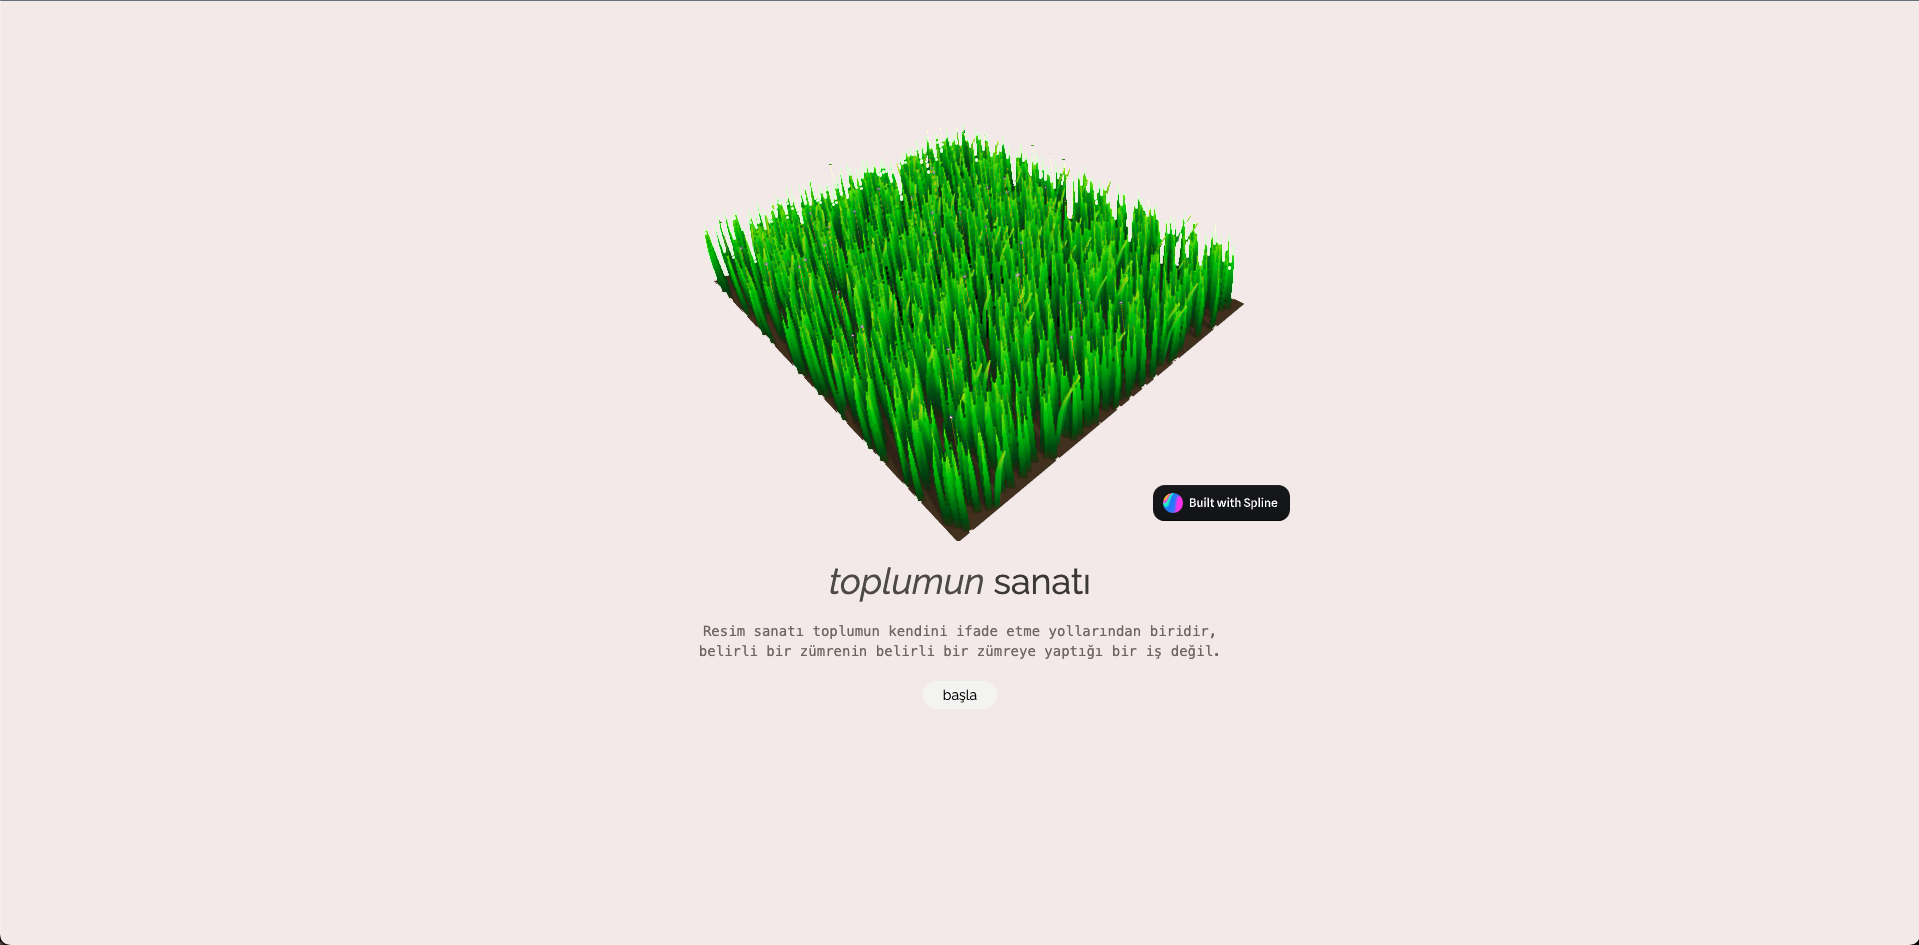 Built with Spline
toplumun sanatı
Resim sanatı toplumun kendini ifade etme yollarından biridir,
belirli bir zümrenin belirli bir zümreye yaptığı bir iş değil.
başla